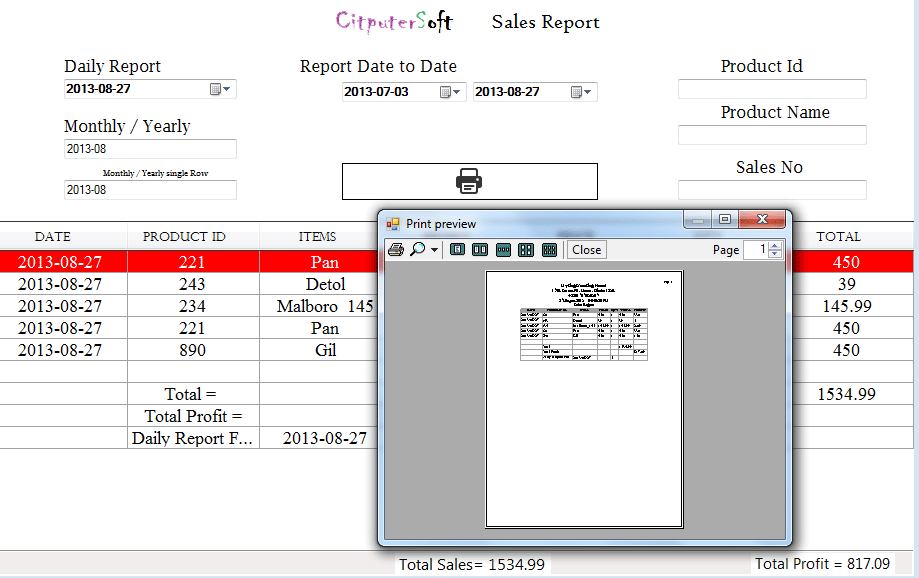 CitputerSoft Sales Report
Daily Report Report Date to Date Product Id
2013-08-27 2013-07-03 2013-08-27
Product Name
Monthly / Yearly
2013-08
Sales No
Monthly / Yearly single Row
2013-08
Print preview
DATE PRODUCT ID ITEMS TOTAL
Close Page 1
2013-08-27 221 Pan 450
2013-08-27 243 Detol 39
2013-08-27 234 Malboro 145 145.99
2013-08-27 221 Pan 450
2013-08-27 890 Gil 450
Total = 1534.99
Total Profit =
Daily Report F... 2013-08-27
Total Sales= 1534.99 Total Profit = 817.09